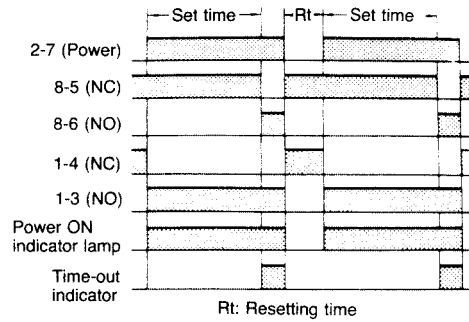 Set time Rt Set time
2-7 (Power)
8-5 (NC)
8-6 (NO)
1-4 (NC)
1-3 (NO)
Power ON
indicator lamp
Time-out
indicator
Rt: Resetting time